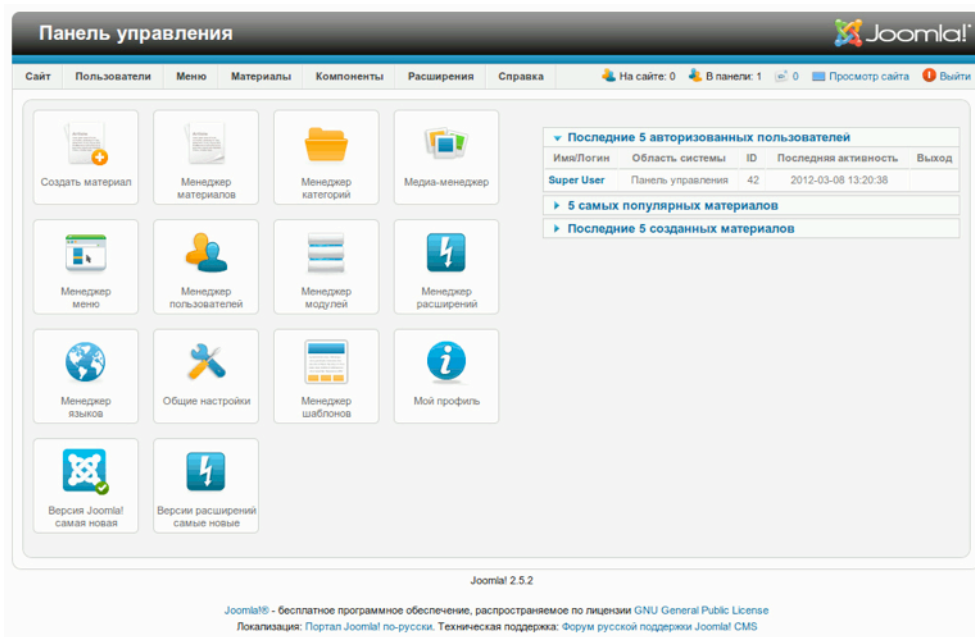 Панель управления
Joomla!
Сайт Пользователи Меню Материалы Компоненты Расширения Справка На сайте: 0 В панели: 1 0 Просмотр сайта Выйти
Создать материал
Менеджер
материалов
Менеджер
категорий
Медиа-менеджер
Последние 5 авторизованных пользователей
Имя/Логин Область системы ID Последняя активность Выход
Super User Панель управления 42 2012-03-08 13:20:38
5 самых популярных материалов
Последние 5 созданных материалов
Менеджер
меню
Менеджер
пользователей
Менеджер
модулей
Менеджер
расширений
Менеджер
языков
Общие настройки
Менеджер
шаблонов
Мой профиль
Версия Joomla!
самая новая
Версии расширений
самые новые
Joomla! 2.5.2
Joomla!® - бесплатное программное обеспечение, распространяемое по лицензии GNU General Public License
Локализация: Портал Joomla! по-русски. Техническая поддержка: Форум русской поддержки Joomla! CMS